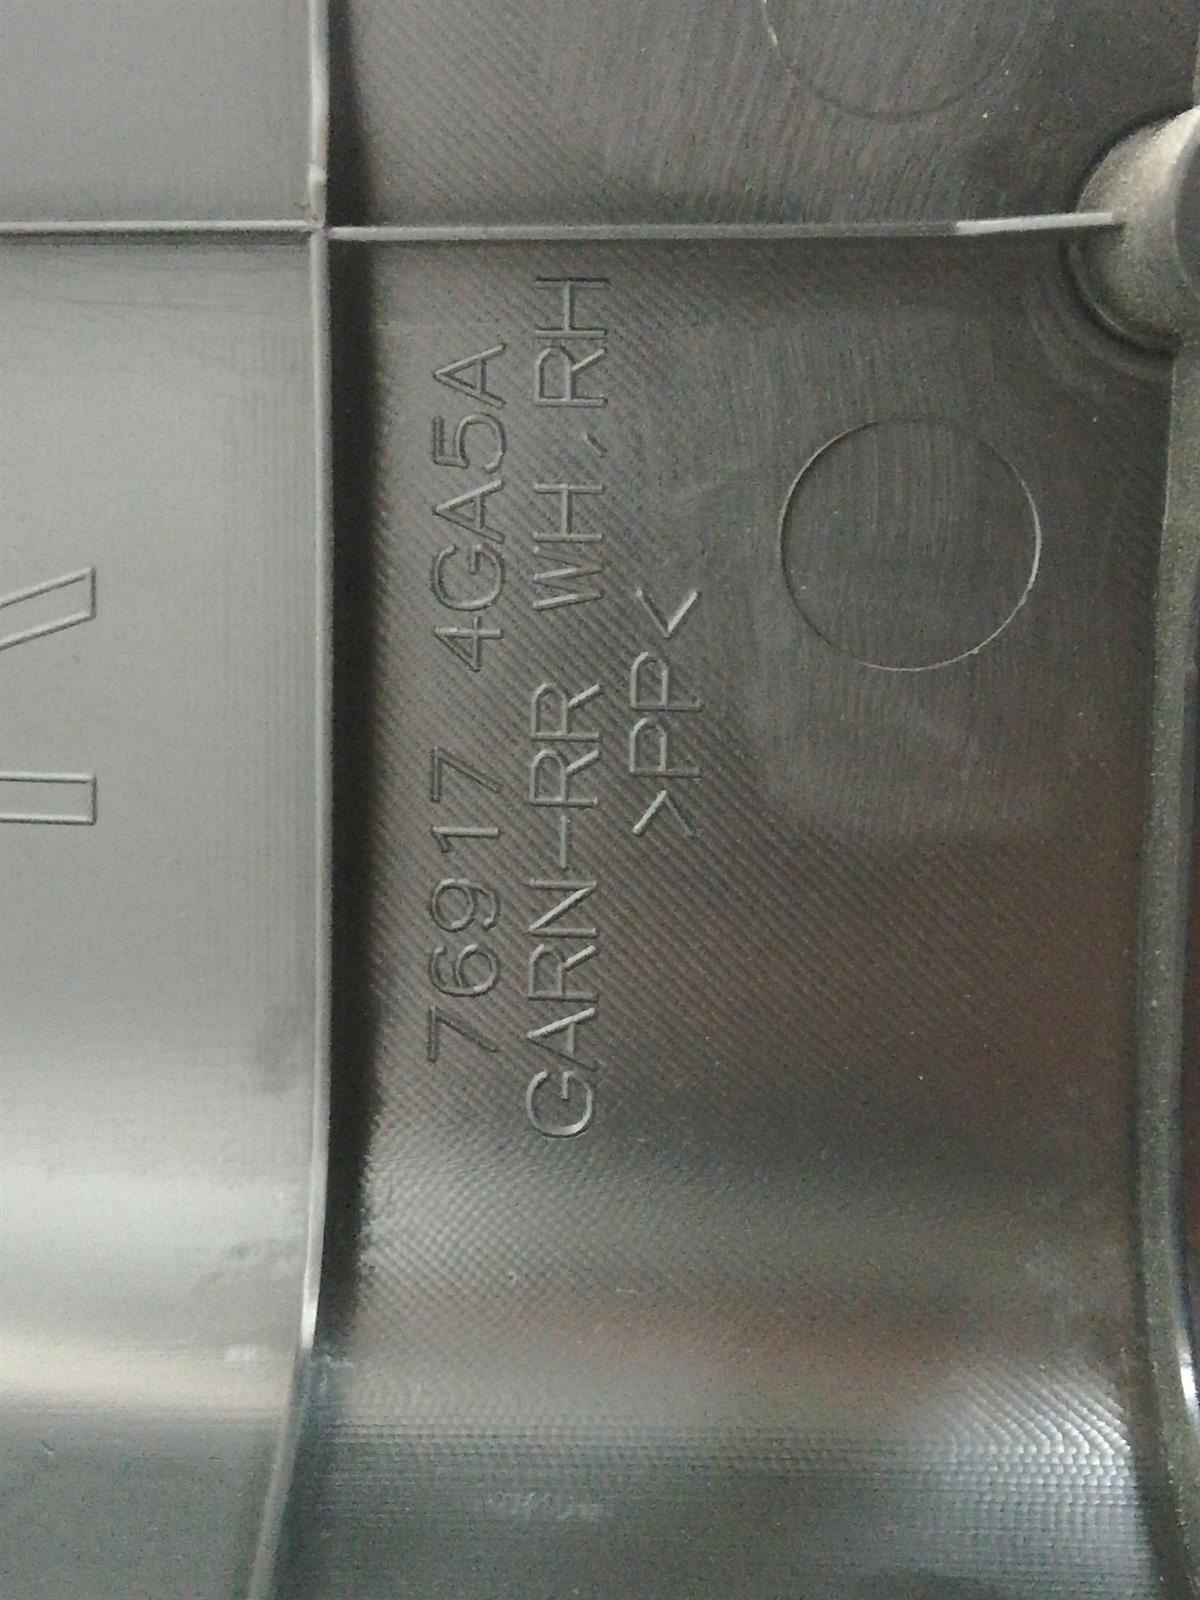 76917 4GA5A
GARN-RR WH,RH
>PP<